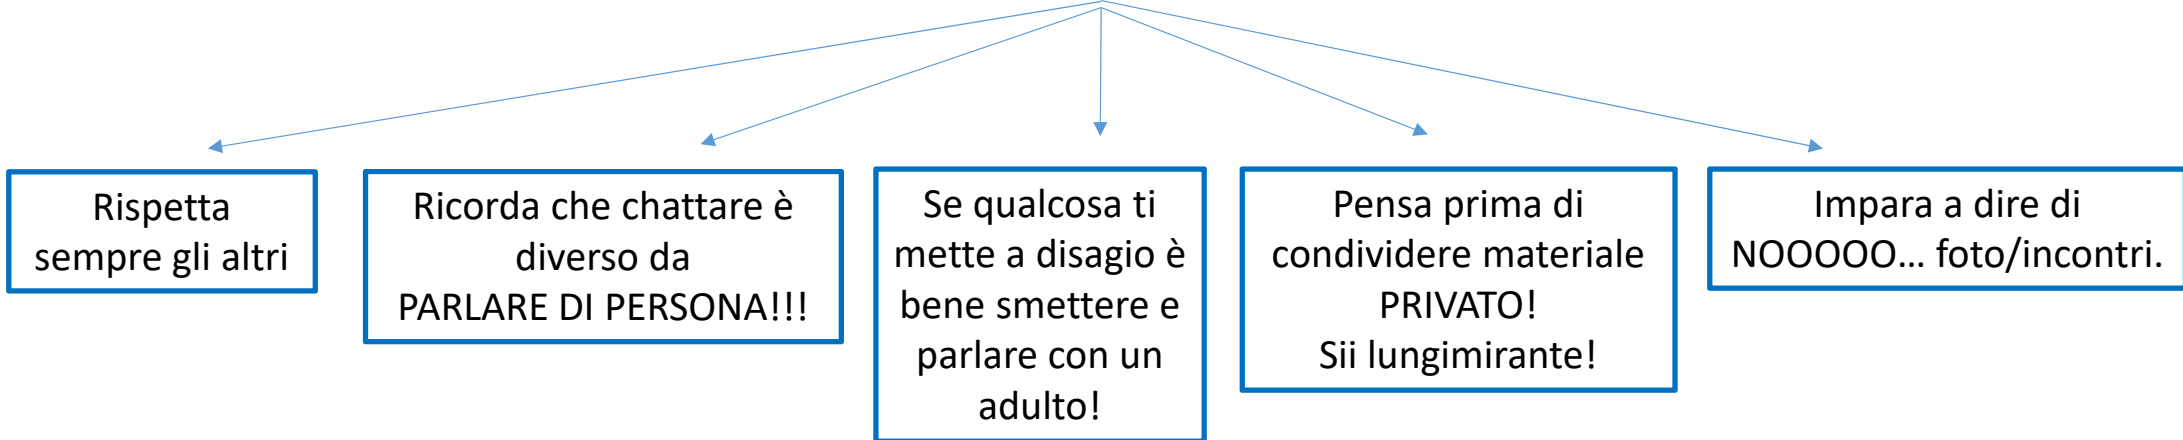 Rispetta
sempre gli altri
Ricorda che chattare è
diverso da
PARLARE DI PERSONA!!!
Se qualcosa ti
mette a disagio è
bene smettere e
parlare con un
adulto!
Pensa prima di
condividere materiale
PRIVATO!
Sii lungimirante!
Impara a dire di
NOOOOO… foto/incontri.